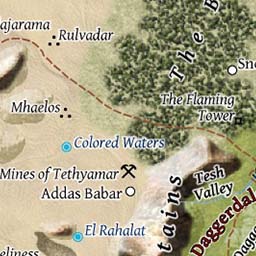 ajarama
Rulvadar
The B
Sno
The Flaming
Tower
Mhaelos
Colored Waters
Mines of Tethyamar
Addas Babar
Tesh
Valley
tains
Daggerdal
Dagge
El Rahalat
eliness